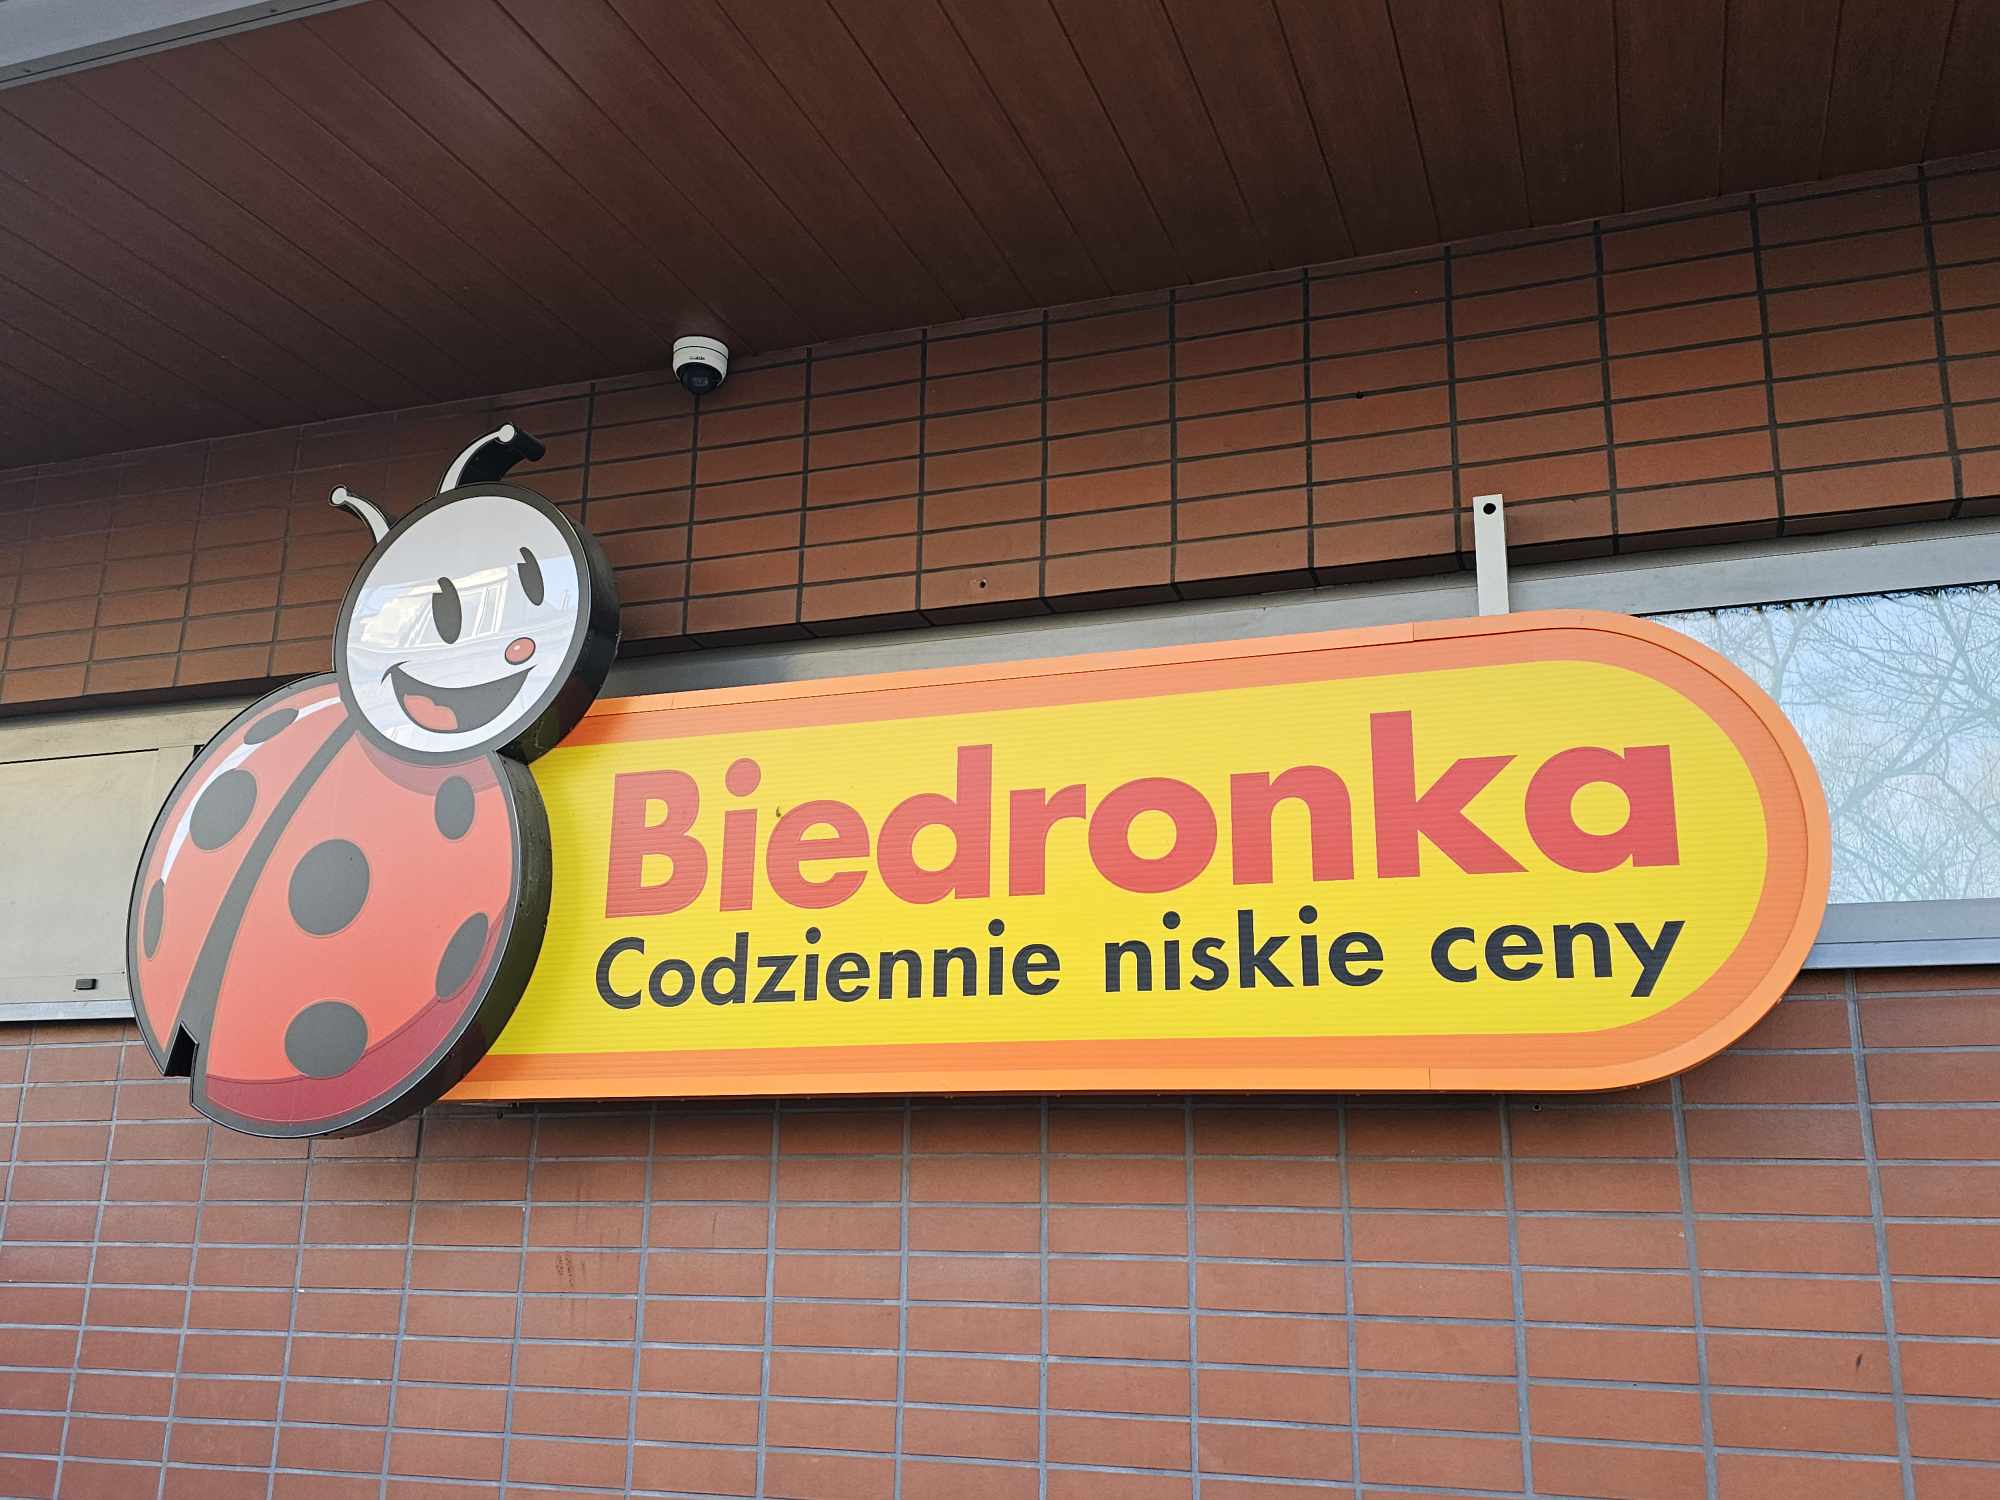 Biedronka
Codziennie niskie ceny